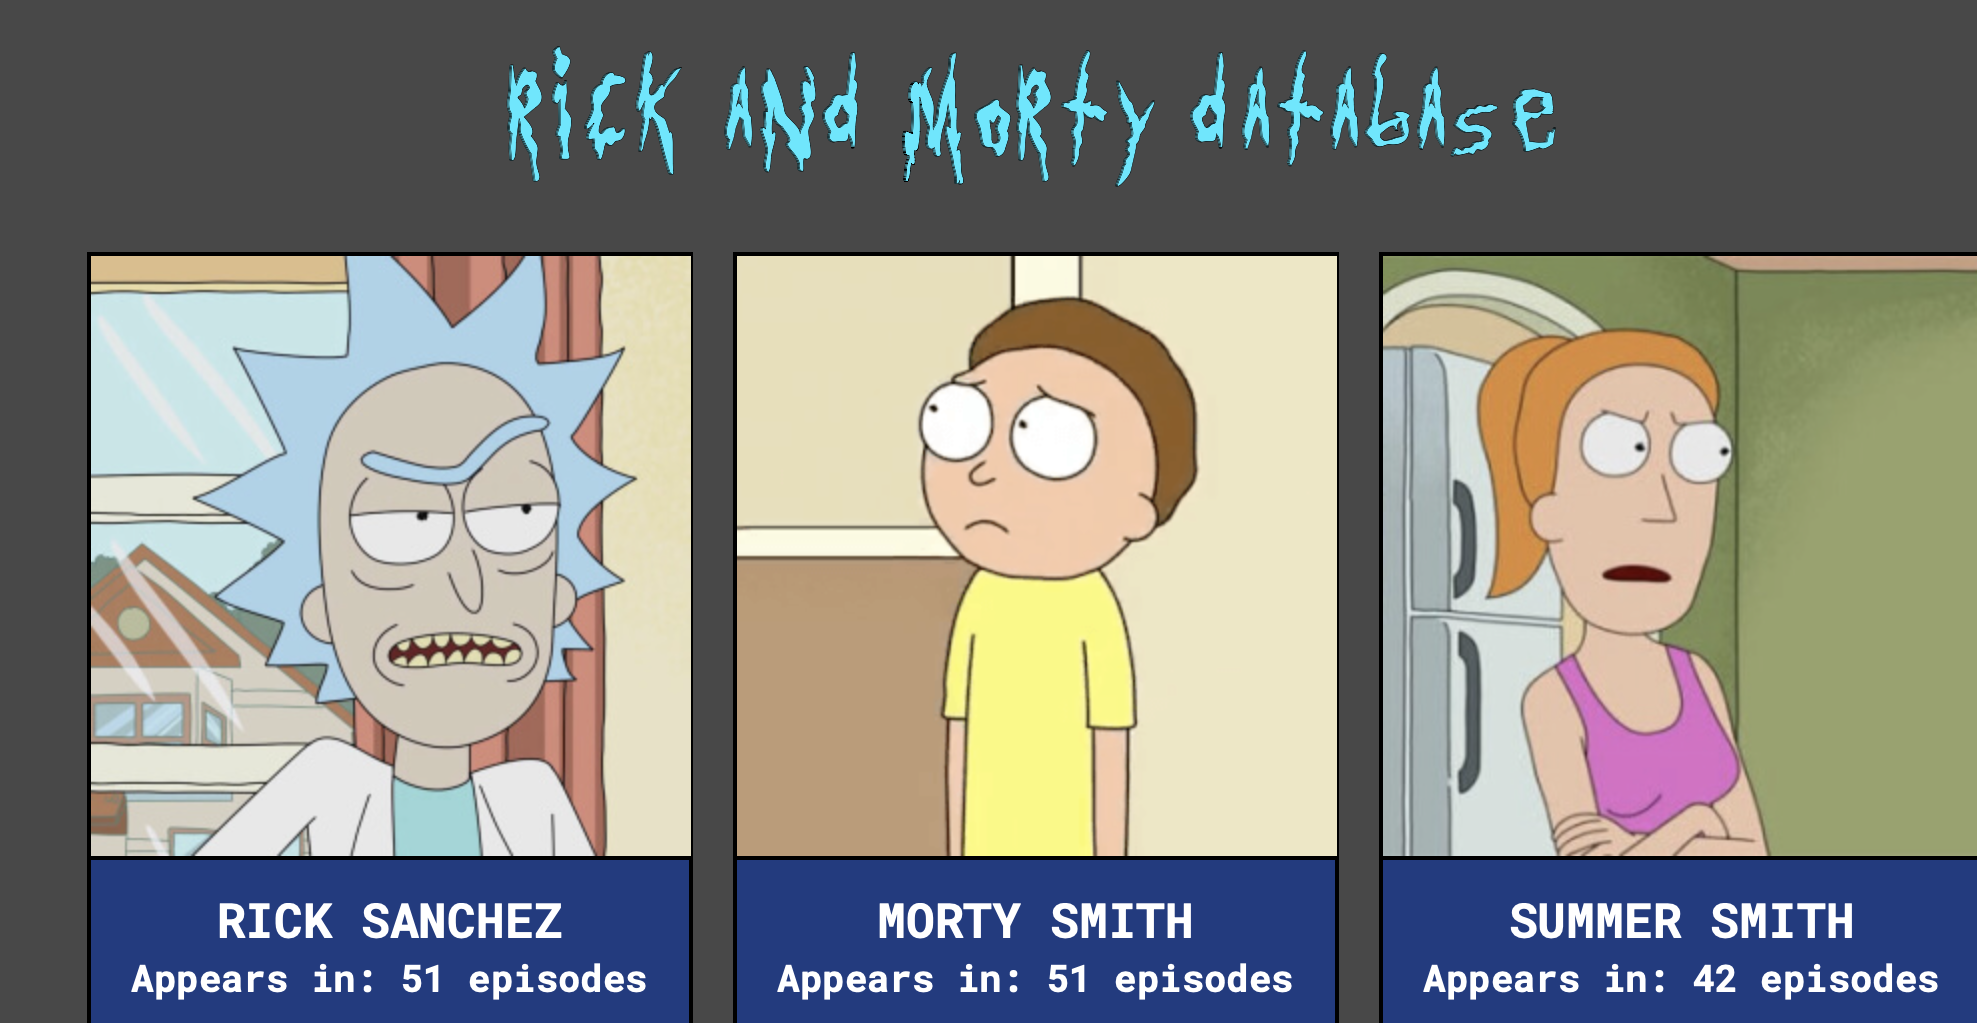 Rick and Morty database
RICK SANCHEZ
Appears in: 51 episodes
MORTY SMITH
Appears in: 51 episodes
SUMMER SMITH
Appears in: 42 episodes